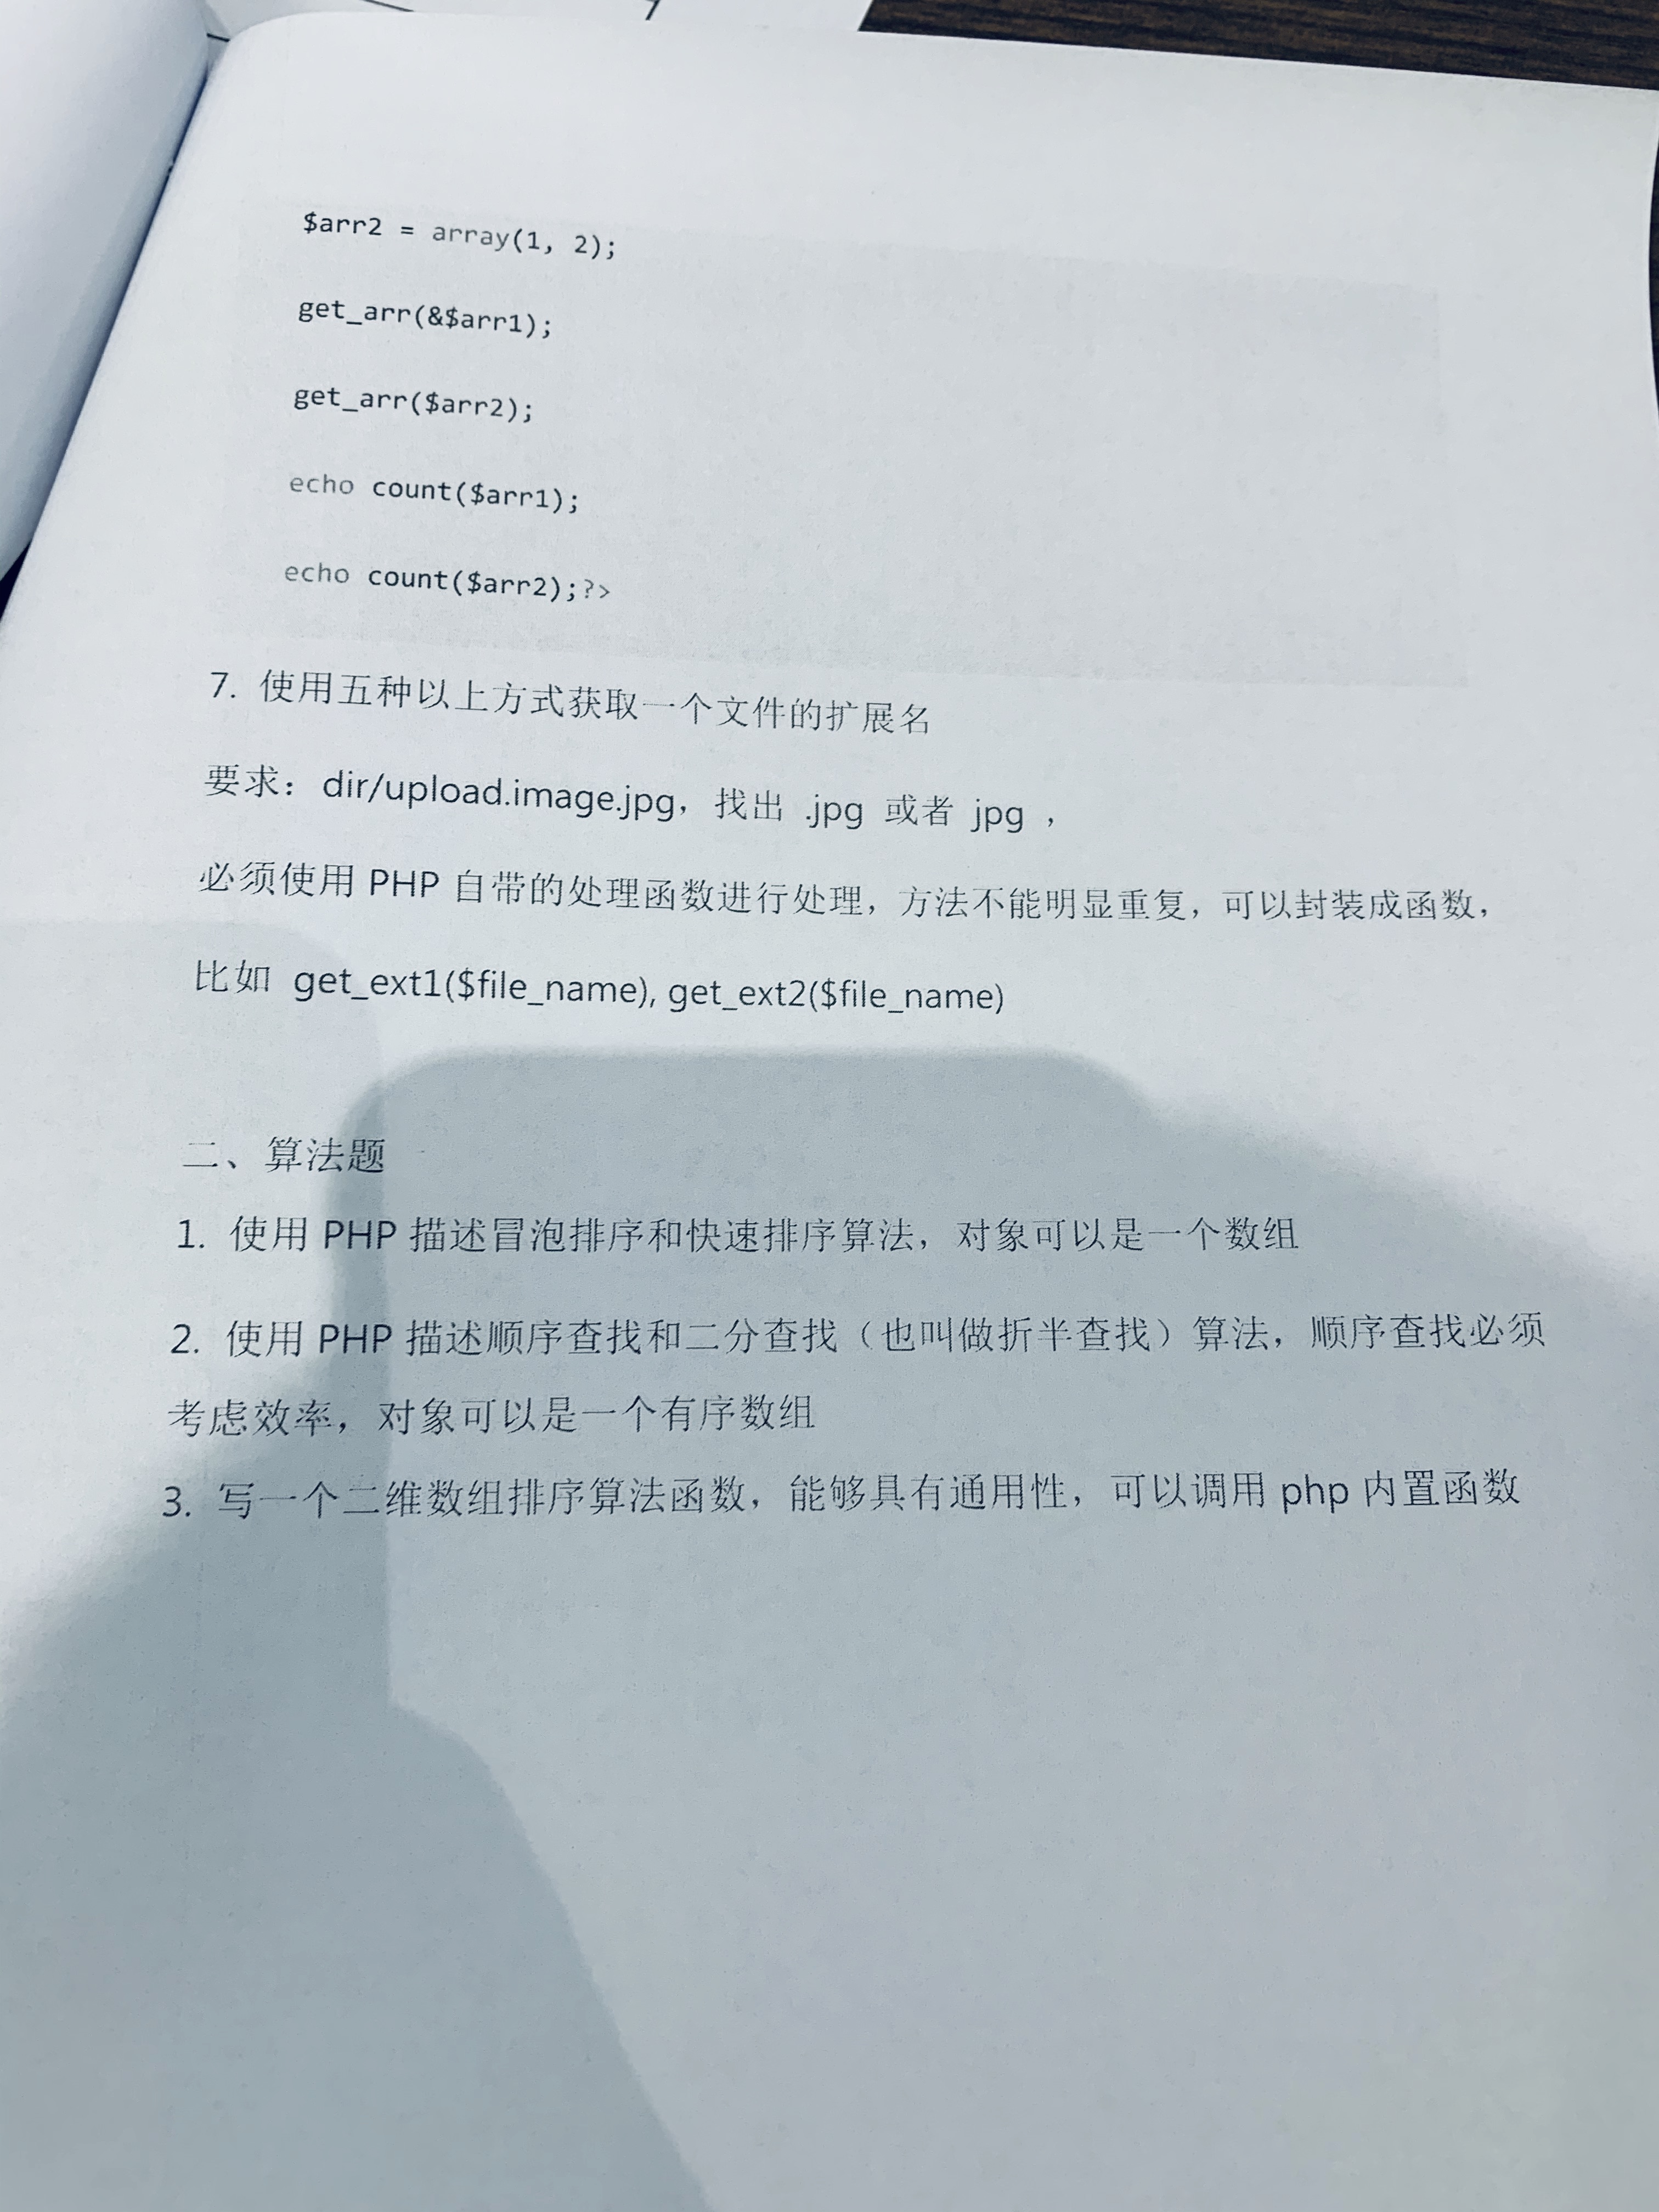 $arr2 = array(1, 2);
get_arr(&$arr1);
get_arr($arr2);
echo count($arr1);
echo count($arr2);?>
7. 使用五种以上方式获取一个文件的扩展名
要求：dir/upload.image.jpg，找出 .jpg 或者 jpg ，
必须使用 PHP 自带的处理函数进行处理，方法不能明显重复，可以封装成函数，
比如 get_ext1($file_name), get_ext2($file_name)
二、算法题
1. 使用 PHP 描述冒泡排序和快速排序算法，对象可以是一个数组
2. 使用 PHP 描述顺序查找和二分查找（也叫做折半查找）算法，顺序查找必须
考虑效率，对象可以是一个有序数组
3. 写一个二维数组排序算法函数，能够具有通用性，可以调用 php 内置函数